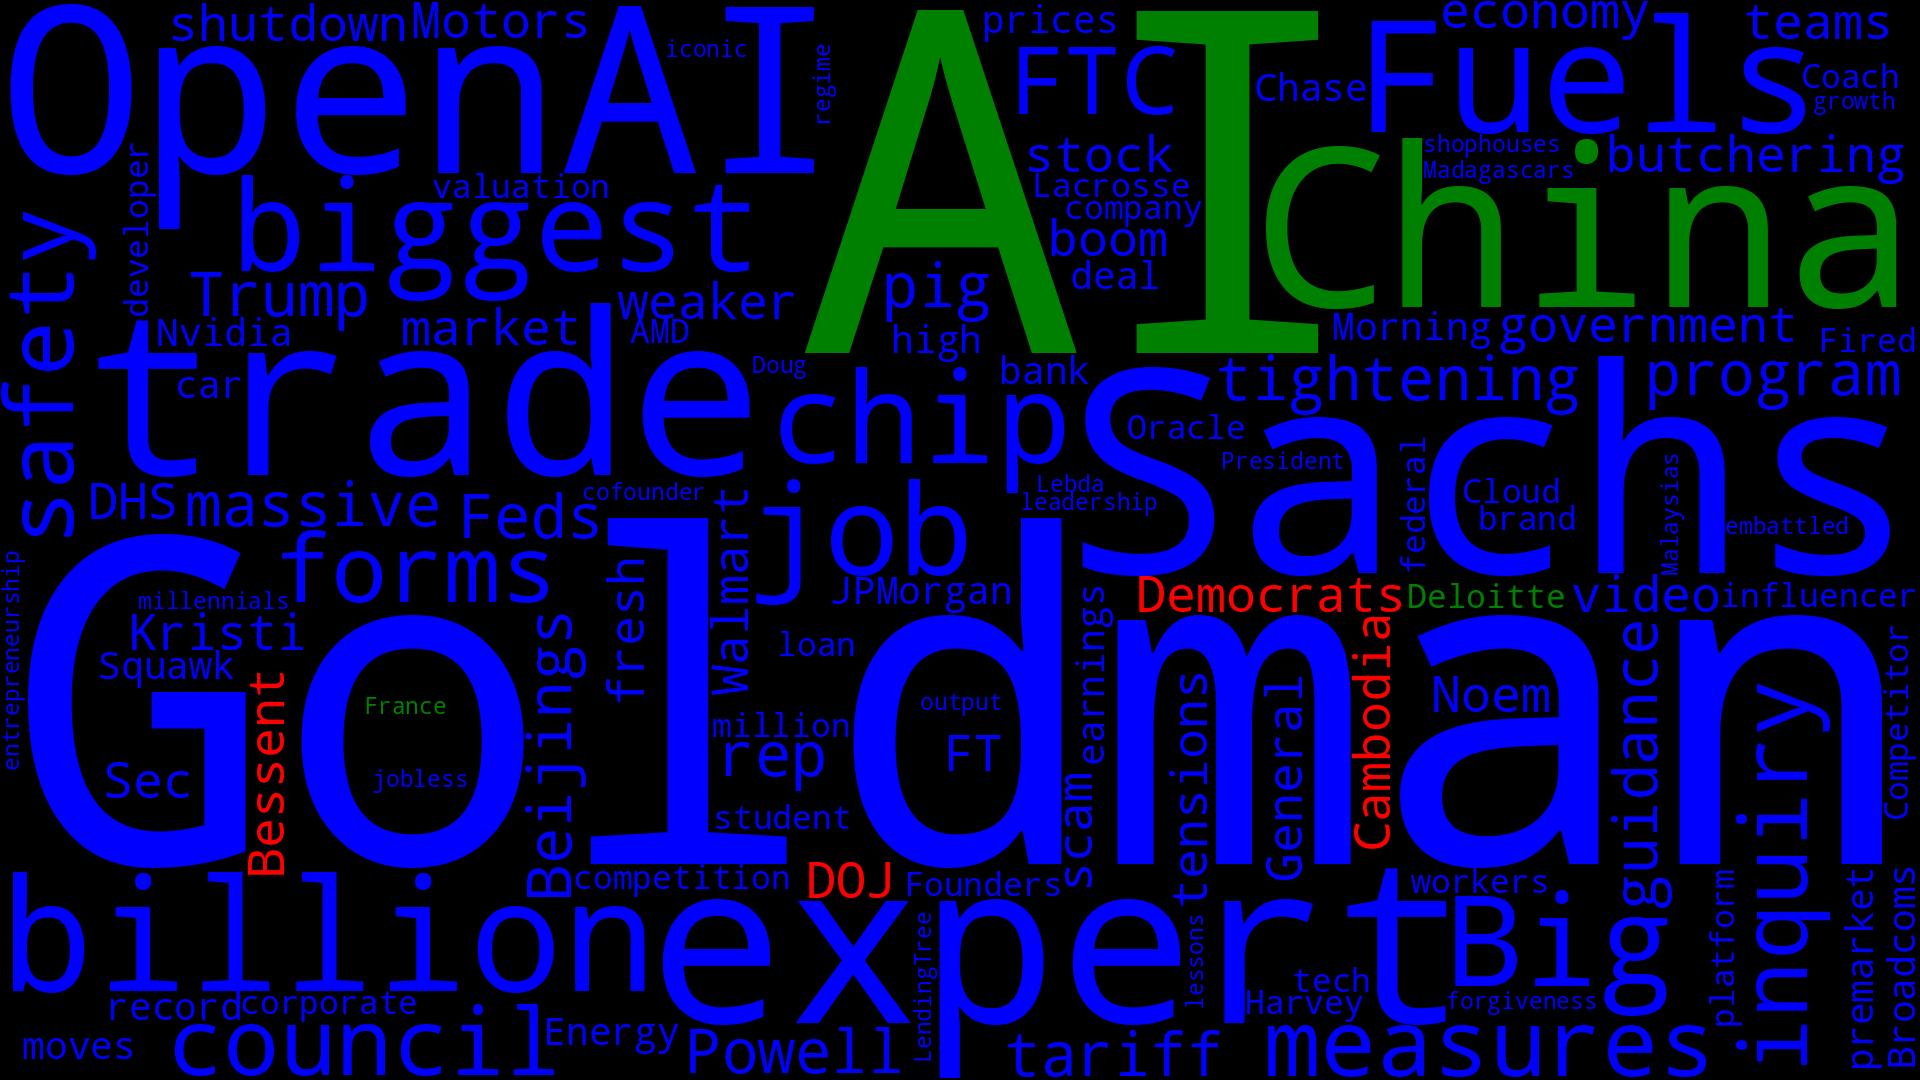 OpenAI
shutdown
Motors
iconic
regime
AI
prices
FTC
Chase
Fuels
economy
teams
Coach
growth
China
shophouses
Madagascars
butchering
stock
Lacrosse
company
boom
deal
developer
valuation
biggest
safety
Trump
weaker
pig
high
Nvidia
market
AMD
Morning
government
Fired
trade
car
Doug
chip
bank
Sachs
tightening
program
Oracle
President
federal
Cloud
brand
Malaysias
embattled
DHS
massive
Feds
cofounder
Walmart
job
Lebda
leadership
forms
fresh
JPMorgan
Democrats
Deloitte
video
influencer
entrepreneurship
millennials
Kristi
Squawk
Goldman
Beijings
loan
earnings
Cambodia
Noem
guidance
Competitor
Bessent
France
Sec
jobless
million
rep
output
FT
tensions
General
inquiry
student
scam
competition
DOJ
Founders
workers
billion
expert
Big
LendingTree
lessons
tech
Harvey
forgiveness
platform
premarket
Broadcoms
record
corporate
moves
council
Energy
Powell
tariff
measures